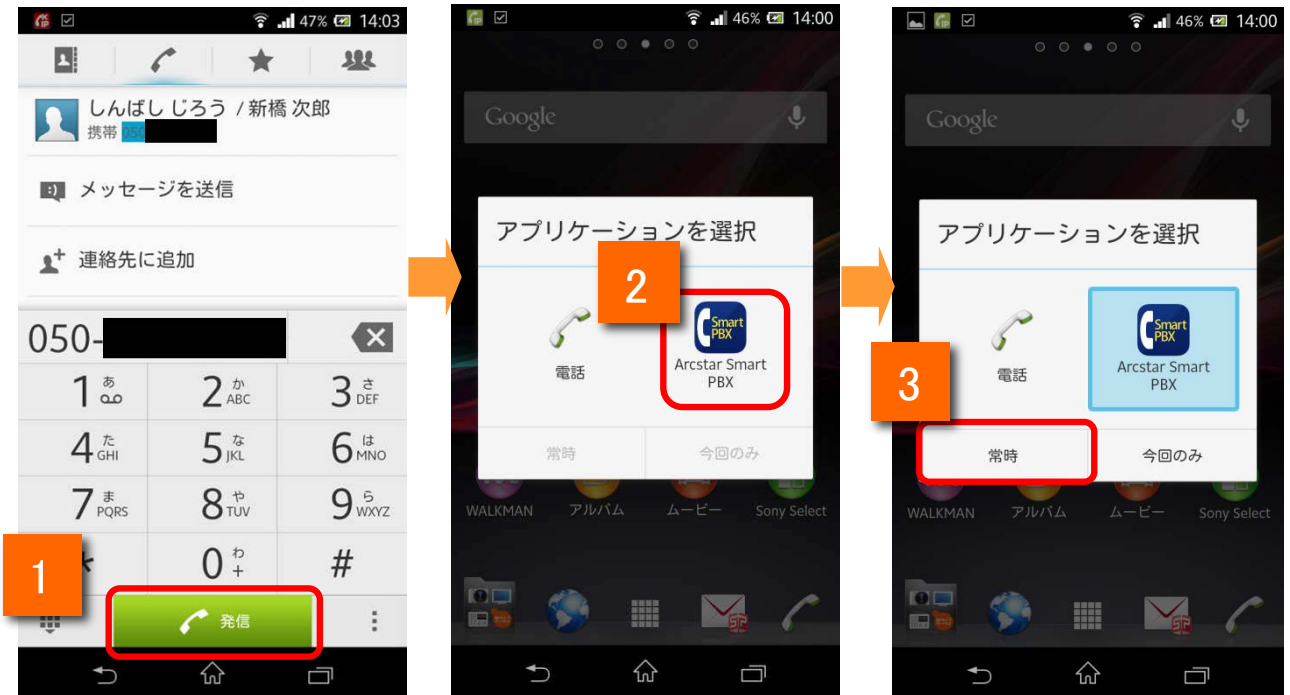 47% 14:03
しんばし じろう / 新橋 次郎
携帯 050
メッセージを送信
連絡先に追加
050-
1 あ
2 か ABC
3 さ DEF
4 た GHI
5 な JKL
6 は MNO
7 ま PQRS
8 や TUV
9 ら WXYZ
1
*
0 わ +
#
発信
46% 14:00
Google
アプリケーションを選択
2
電話
Smart PBX
Arcstar Smart
PBX
常時
今回のみ
WALKMAN
アルバム
ムービー
Sony Select
46% 14:00
Google
アプリケーションを選択
電話
Smart PBX
Arcstar Smart
PBX
3
常時
今回のみ
WALKMAN
アルバム
ムービー
Sony Select